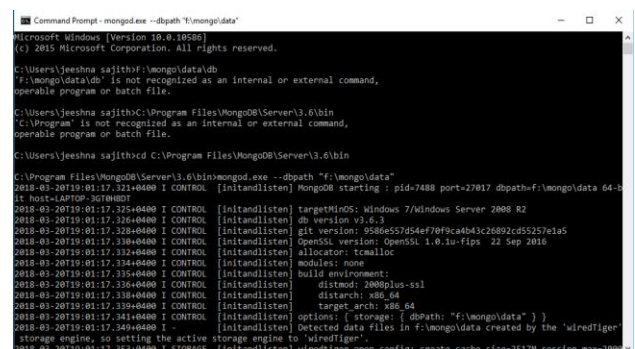 Command Prompt - mongod.exe --dbpath "f:\mongo\data"
Microsoft Windows [Version 10.0.10586]
(c) 2015 Microsoft Corporation. All rights reserved.
C:\Users\jeeshna sajith>F:\mongo\data\db
'F:\mongo\data\db' is not recognized as an internal or external command,
operable program or batch file.
C:\Users\jeeshna sajith>C:\Program Files\MongoDB\Server\3.6\bin
'C:\Program' is not recognized as an internal or external command,
operable program or batch file.
C:\Users\jeeshna sajith>cd C:\Program Files\MongoDB\Server\3.6\bin
C:\Program Files\MongoDB\Server\3.6\bin>mongod.exe --dbpath "f:\mongo\data"
2018-03-20T19:01:17.321+0400 I CONTROL  [initandlisten] MongoDB starting : pid=7488 port=27017 dbpath=f:\mongo\data 64-b
it host=LAPTOP-3GT0H8DT
2018-03-20T19:01:17.325+0400 I CONTROL  [initandlisten] targetMinOS: Windows 7/Windows Server 2008 R2
2018-03-20T19:01:17.326+0400 I CONTROL  [initandlisten] db version v3.6.3
2018-03-20T19:01:17.328+0400 I CONTROL  [initandlisten] git version: 9586e557d54ef70f9ca4b43c26892cd55257e1a5
2018-03-20T19:01:17.330+0400 I CONTROL  [initandlisten] OpenSSL version: OpenSSL 1.0.1u-fips  22 Sep 2016
2018-03-20T19:01:17.332+0400 I CONTROL  [initandlisten] allocator: tcmalloc
2018-03-20T19:01:17.334+0400 I CONTROL  [initandlisten] modules: none
2018-03-20T19:01:17.335+0400 I CONTROL  [initandlisten] build environment:
2018-03-20T19:01:17.336+0400 I CONTROL  [initandlisten]     distmod: 2008plus-ssl
2018-03-20T19:01:17.338+0400 I CONTROL  [initandlisten]     distarch: x86_64
2018-03-20T19:01:17.339+0400 I CONTROL  [initandlisten]     target_arch: x86_64
2018-03-20T19:01:17.341+0400 I CONTROL  [initandlisten] options: { storage: { dbPath: "f:\mongo\data" } }
2018-03-20T19:01:17.349+0400 I -        [initandlisten] Detected data files in f:\mongo\data created by the 'wiredTiger'
 storage engine, so setting the active storage engine to 'wiredTiger'.
2018-03-20T19:01:17.353+0400 I STORAGE  [initandlisten] wiredtiger_open config: